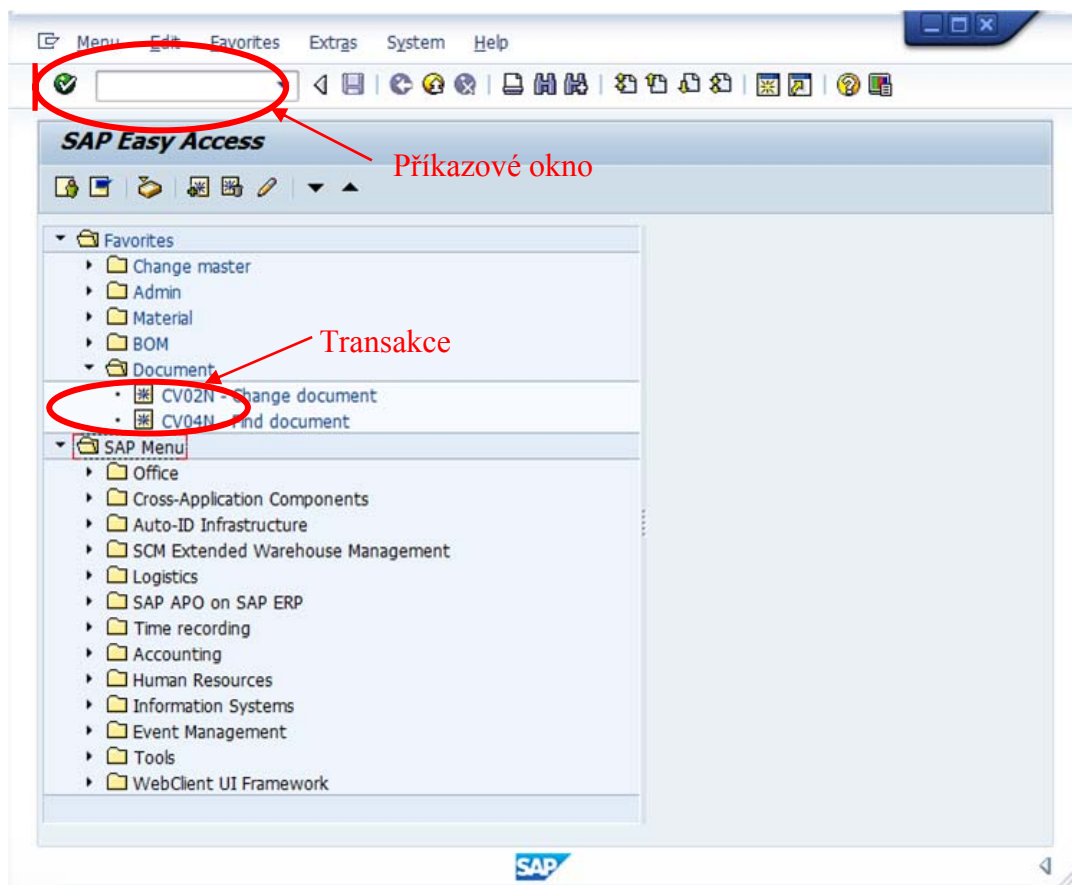 Menu Edit Favorites Extras System Help
SAP Easy Access
Příkazové okno
Favorites
Change master
Admin
Material
BOM
Transakce
Document
CV02N - Change document
CV04N - Find document
SAP Menu
Office
Cross-Application Components
Auto-ID Infrastructure
SCM Extended Warehouse Management
Logistics
SAP APO on SAP ERP
Time recording
Accounting
Human Resources
Information Systems
Event Management
Tools
WebClient UI Framework
SAP